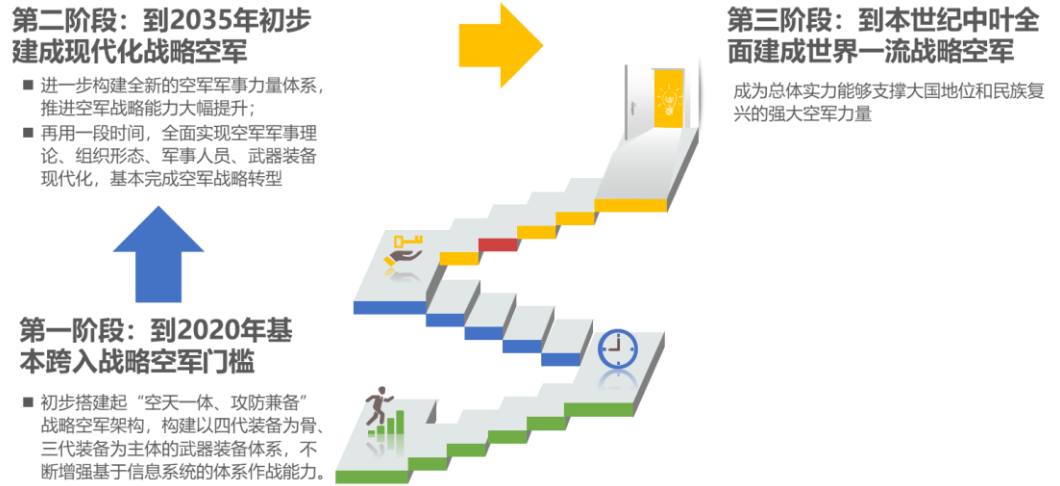 第二阶段：到2035年初步
建成现代化战略空军
■ 进一步构建全新的空军军事力量体系，
推进空军战略能力大幅提升；
■ 再用一段时间，全面实现空军军事理
论、组织形态、军事人员、武器装备
现代化，基本完成空军战略转型
第三阶段：到本世纪中叶全
面建成世界一流战略空军
成为总体实力能够支撑大国地位和民族复
兴的强大空军力量
第一阶段：到2020年基
本跨入战略空军门槛
■ 初步搭建起“空天一体、攻防兼备”
战略空军架构，构建以四代装备为骨、
三代装备为主体的武器装备体系，不
断增强基于信息系统的体系作战能力。